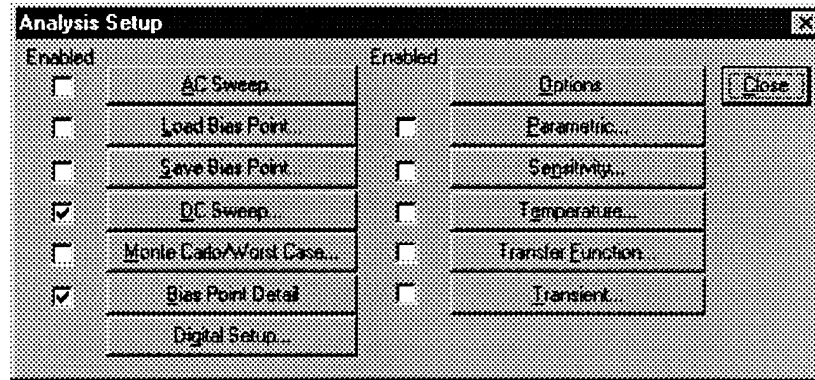 Analysis Setup
Enabled
Enabled
AC Sweep...
Options
Close
Load Bias Point...
Parametric...
Save Bias Point...
Sensitivity...
DC Sweep...
Temperature...
Monte Carlo/Worst Case...
Transfer Function...
Bias Point Detail
Transient...
Digital Setup...